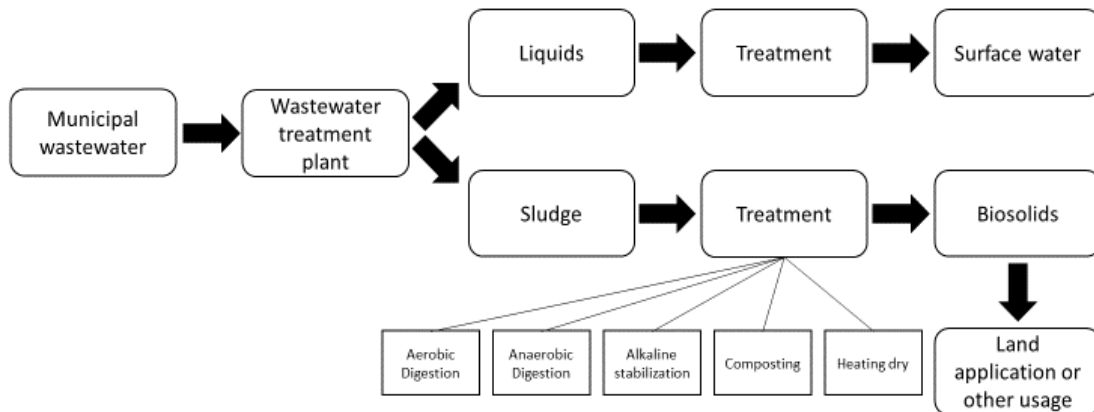 Liquids
Treatment
Surface water
Municipal
wastewater
Wastewater
treatment
plant
Sludge
Treatment
Biosolids
Aerobic
Digestion
Anaerobic
Digestion
Alkaline
stabilization
Composting
Heating dry
Land
application or
other usage